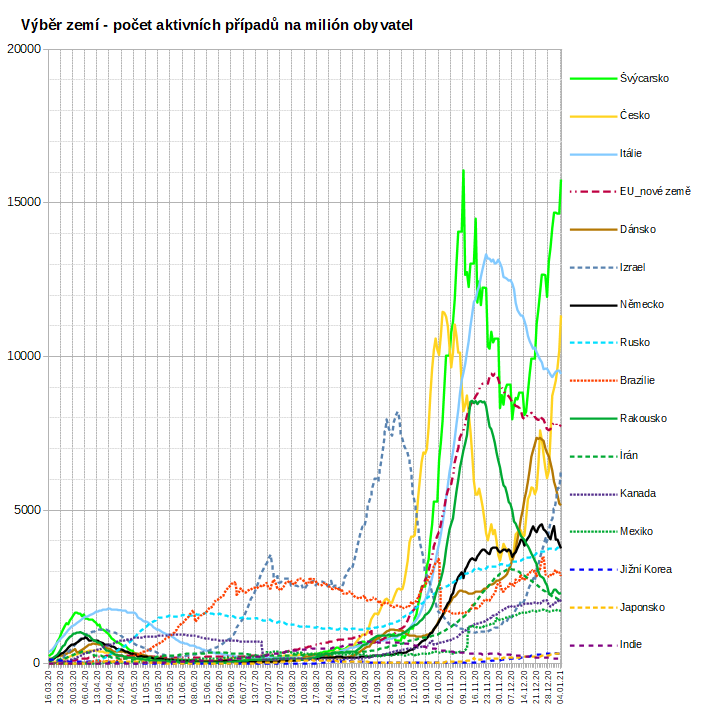 Výběr zemí - počet aktivních případů na milión obyvatel
20000
15000
10000
5000
0
Švýcarsko
Česko
Itálie
EU_nové země
Dánsko
Izrael
Německo
Rusko
Brazílie
Rakousko
Irán
Kanada
Mexiko
Jižní Korea
Japonsko
Indie
16.03.20
23.03.20
30.03.20
06.04.20
13.04.20
20.04.20
27.04.20
04.05.20
11.05.20
18.05.20
25.05.20
01.06.20
08.06.20
15.06.20
22.06.20
29.06.20
06.07.20
13.07.20
20.07.20
27.07.20
03.08.20
10.08.20
17.08.20
24.08.20
31.08.20
07.09.20
14.09.20
21.09.20
28.09.20
05.10.20
12.10.20
19.10.20
26.10.20
02.11.20
09.11.20
16.11.20
23.11.20
30.11.20
07.12.20
14.12.20
21.12.20
28.12.20
04.01.21